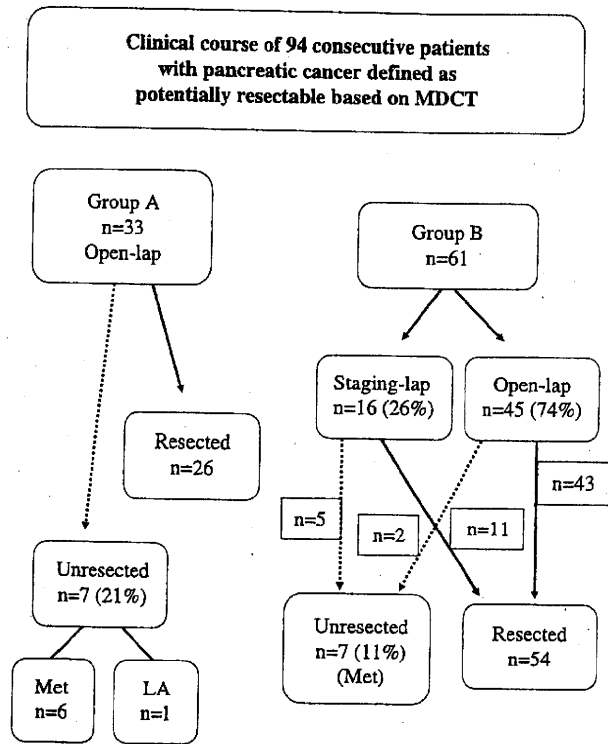 Clinical course of 94 consecutive patients
with pancreatic cancer defined as
potentially resectable based on MDCT
Group A
n=33
Open-lap
Group B
n=61
Staging-lap
n=16 (26%)
Open-lap
n=45 (74%)
Resected
n=26
n=43
n=5
n=2
n=11
Unresected
n=7 (21%)
Unresected
n=7 (11%)
(Met)
Resected
n=54
Met
n=6
LA
n=1